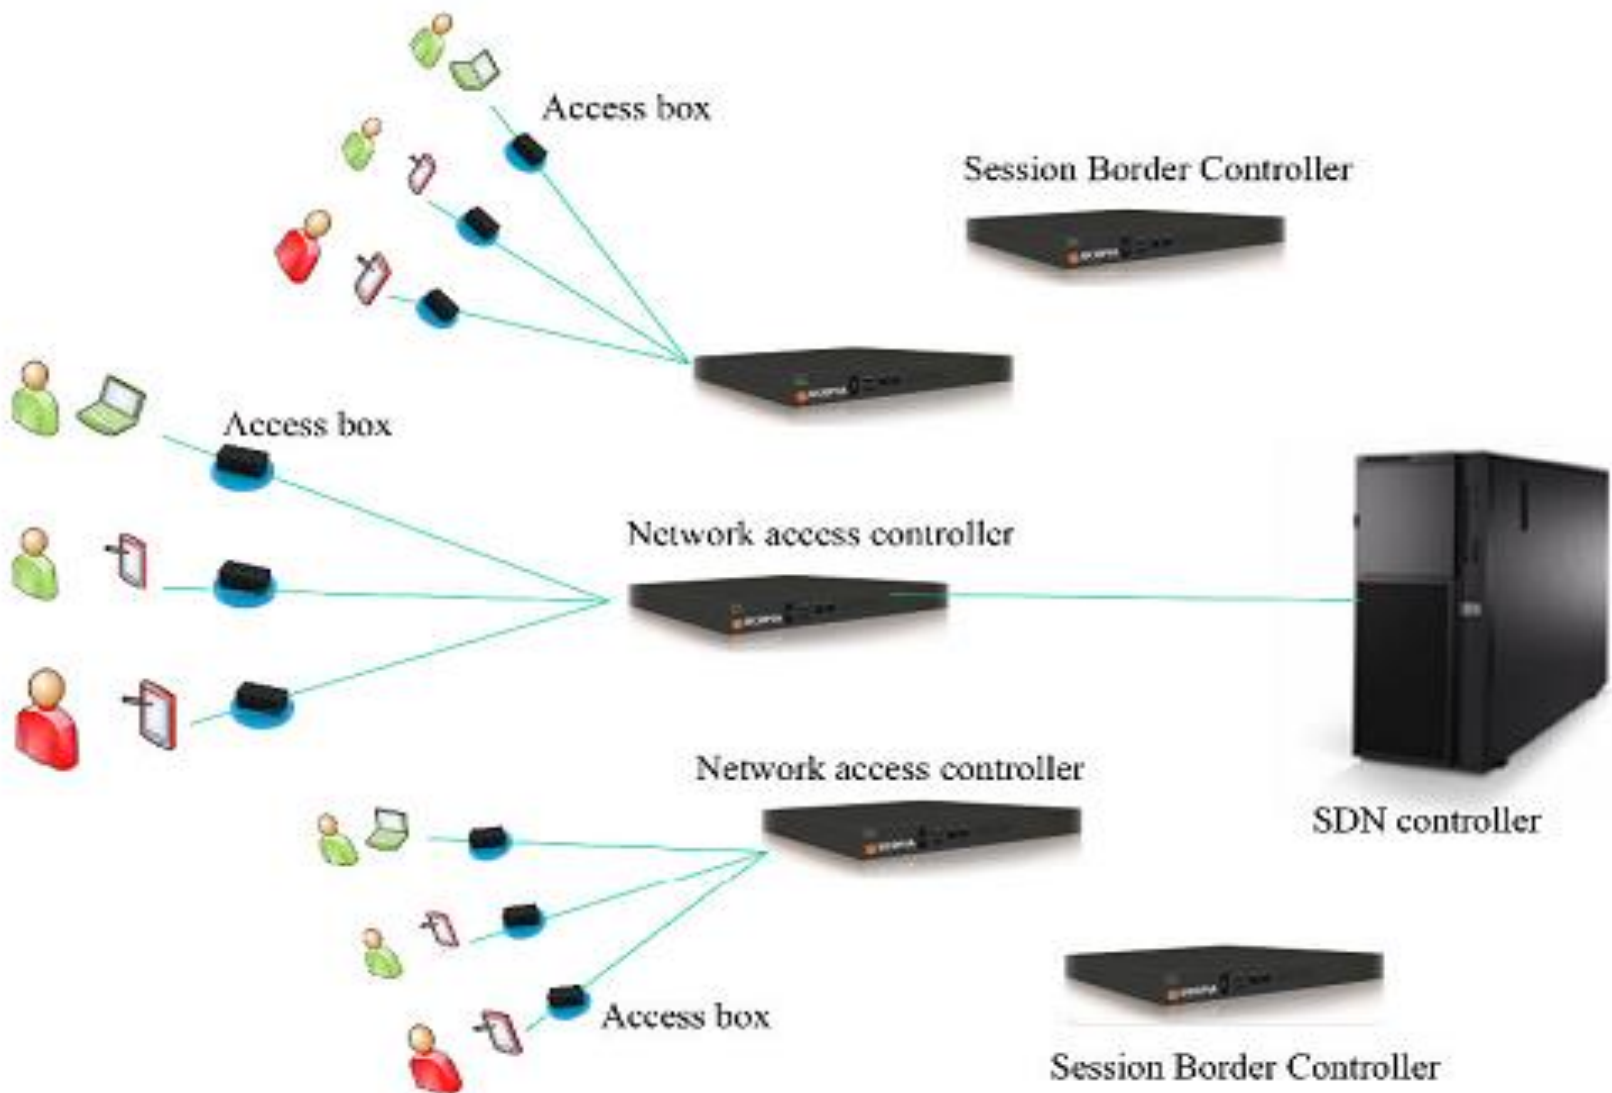 Access box
Session Border Controller
Access box
Network access controller
Network access controller
SDN controller
Access box
Session Border Controller